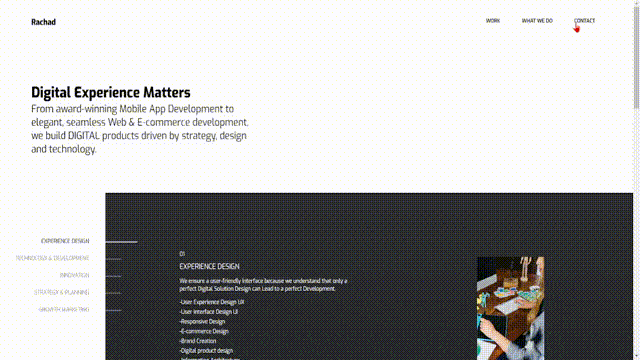 Rachad
WORK
WHAT WE DO
CONTACT
Digital Experience Matters
From award-winning Mobile App Development to
elegant, seamless Web & E-commerce development,
we build DIGITAL products driven by strategy, design
and technology.
EXPERIENCE DESIGN
TECHNOLOGY & DEVELOPMENT
INNOVATION
STRATEGY & PLANNING
GROWTH MARKETING
01
EXPERIENCE DESIGN
We ensure a user-friendly Interface because we understand that only a
perfect Digital Solution Design can Lead to a perfect Development.
-User Experience Design UX
-User Interface Design UI
-Responsive Design
-E-commerce Design
-Brand Creation
-Digital product design
-Information Architecture